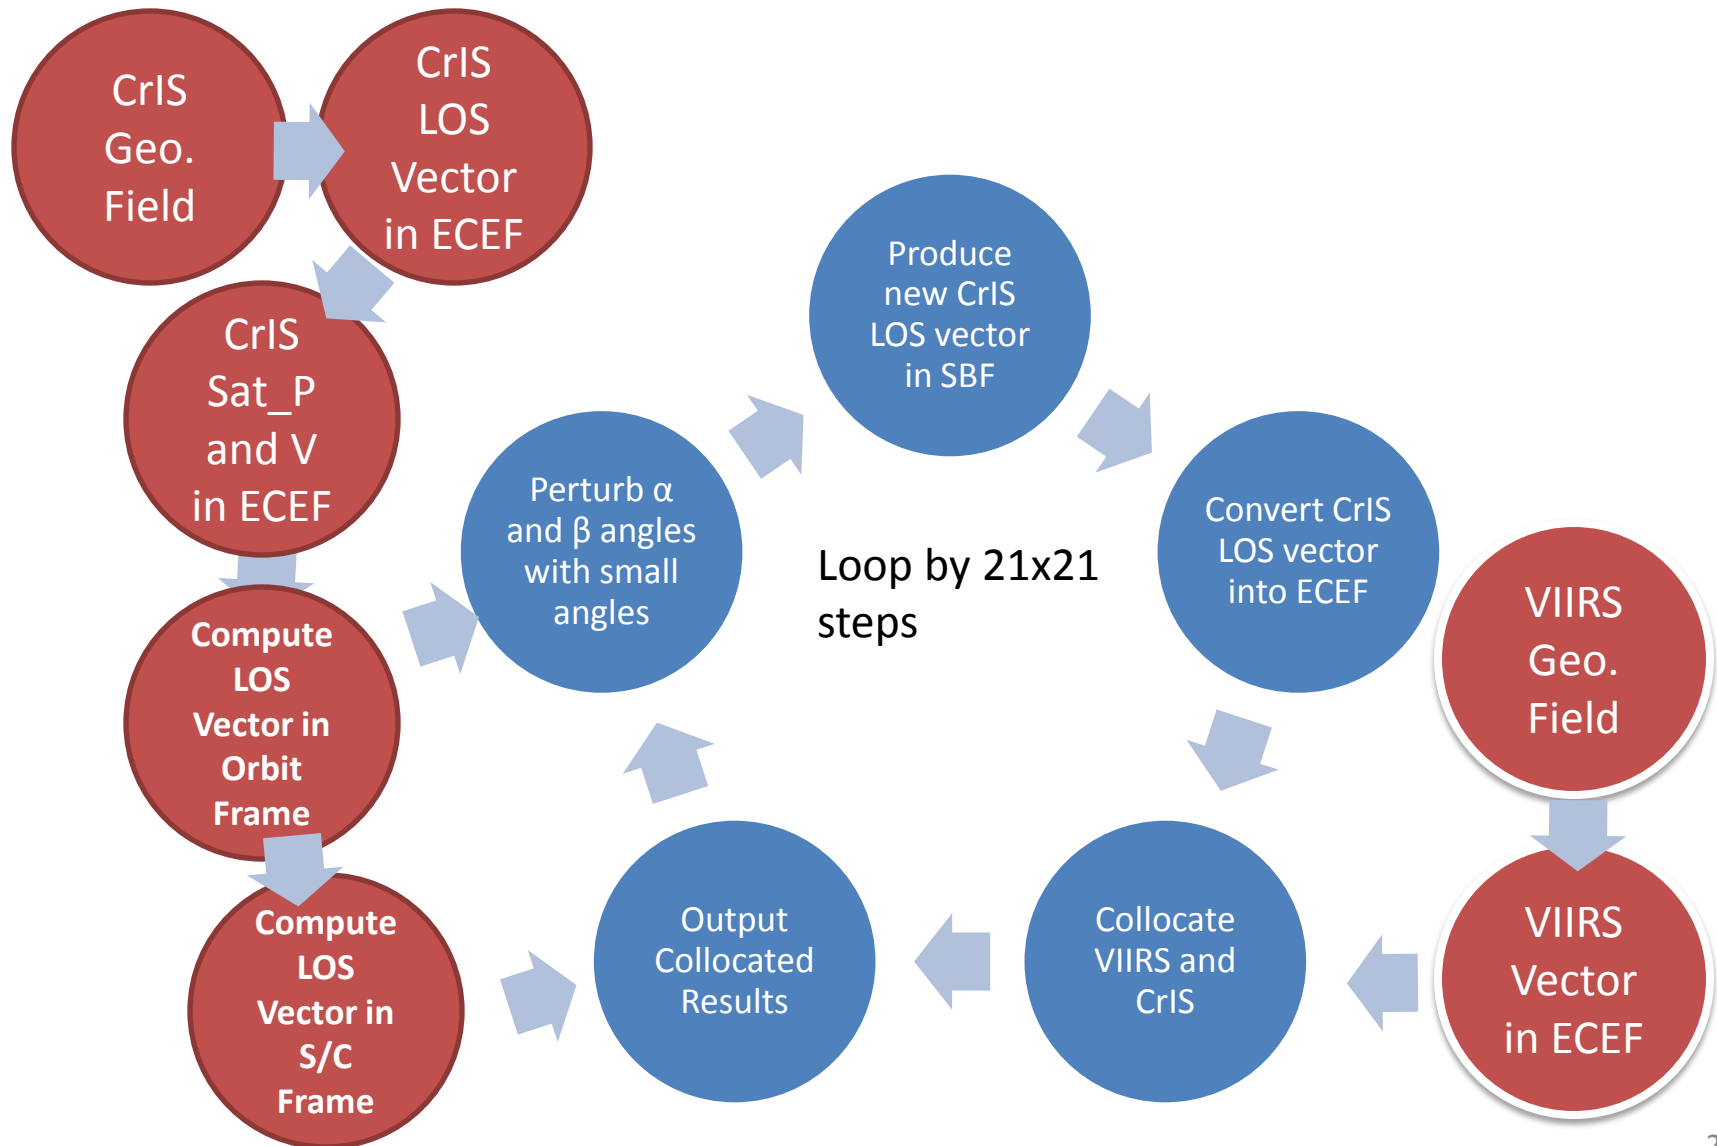 CrIS
Geo.
Field
CrIS
LOS
Vector
in ECEF
CrIS
Sat_P
and V
in ECEF
Compute
LOS
Vector in
Orbit
Frame
Compute
LOS
Vector in
S/C
Frame
Perturb α
and β angles
with small
angles
Produce
new CrIS
LOS vector
in SBF
Convert CrIS
LOS vector
into ECEF
Loop by 21x21
steps
VIIRS
Geo.
Field
VIIRS
Vector
in ECEF
Collocate
VIIRS and
CrIS
Output
Collocated
Results